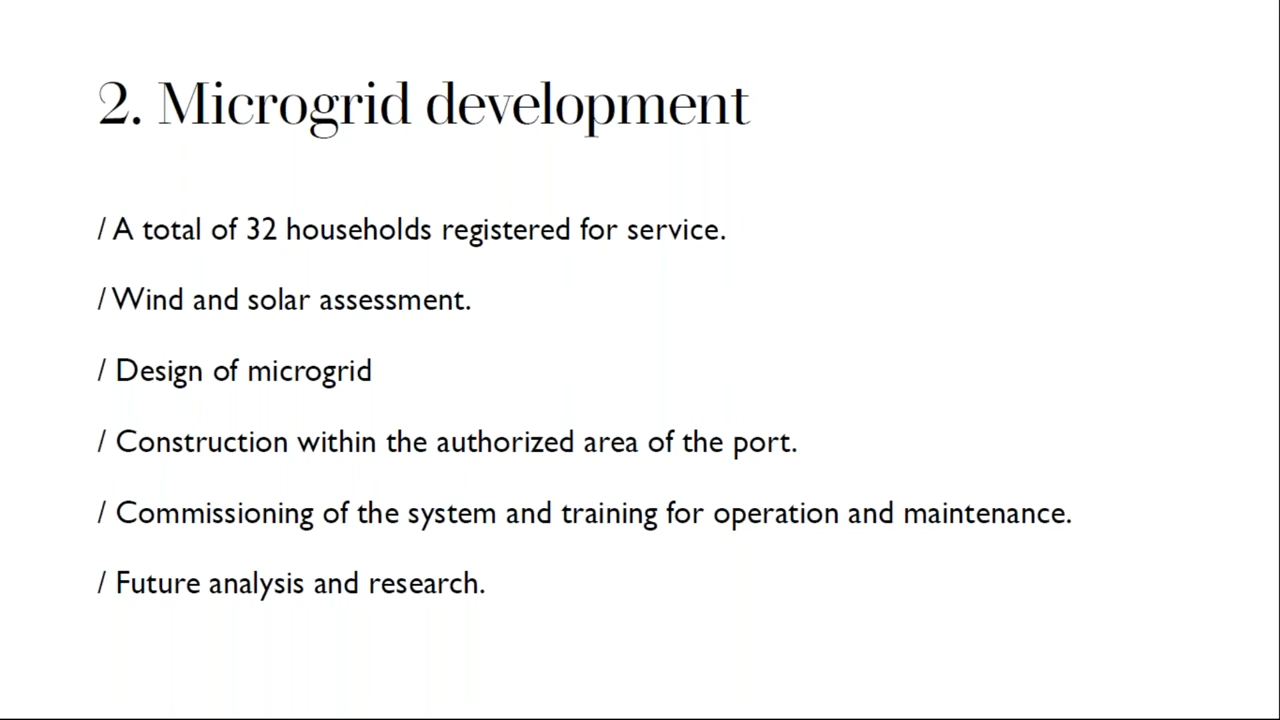 2. Microgrid development
/ A total of 32 households registered for service.
/ Wind and solar assessment.
/ Design of microgrid
/ Construction within the authorized area of the port.
/ Commissioning of the system and training for operation and maintenance.
/ Future analysis and research.